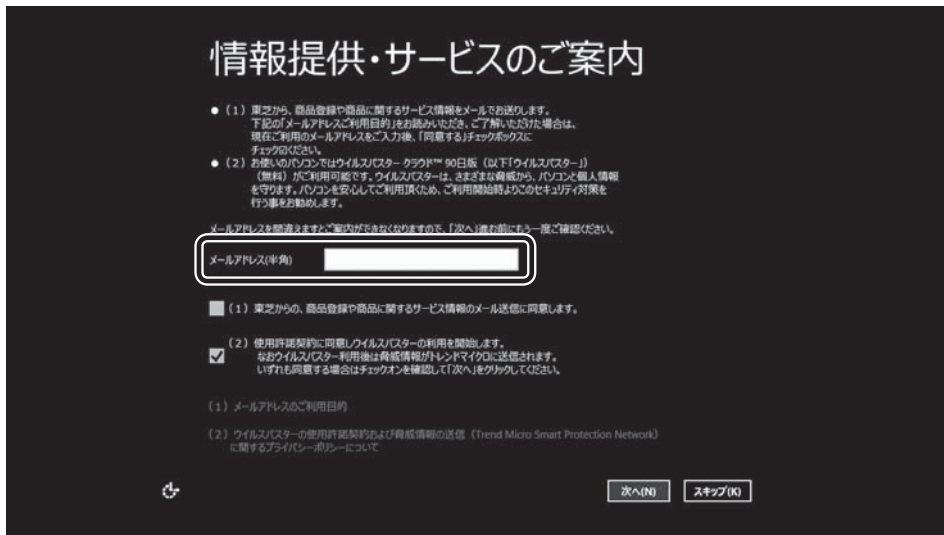 情報提供・サービスのご案内
● (1) 東芝から、商品登録や商品に関するサービス情報をメールでお送りします。
下記の「メールアドレスご利用目的」をお読みいただき、ご了解いただけた場合は、
現在ご利用のメールアドレスをご入力後、「同意する」チェックボックスに
チェック☑ください。
● (2) お使いのパソコンではウイルスバスター クラウド™ 90日版 (以下「ウイルスバスター」)
(無料) がご利用可能です。ウイルスバスターは、さまざまな脅威から、パソコンと個人情報
を守ります。パソコンを安心してご利用頂くため、ご利用開始時よりこのセキュリティ対策を
行う事をお勧めします。
メールアドレスを間違えますとご案内ができなくなりますので、「次へ」進む前にもう一度ご確認ください。
メールアドレス(半角)
(1) 東芝からの、商品登録や商品に関するサービス情報のメール送信に同意します。
(2) 使用許諾契約に同意しウイルスバスターの利用を開始します。
なおウイルスバスター利用後は脅威情報がトレンドマイクロに送信されます。
いずれも同意する場合はチェックオンを確認して「次へ」をクリックしてください。
(1) メールアドレスのご利用目的
(2) ウイルスバスターの使用許諾契約および脅威情報の送信 (Trend Micro Smart Protection Network)
に関するプライバシーポリシーについて
次へ(N) スキップ(K)